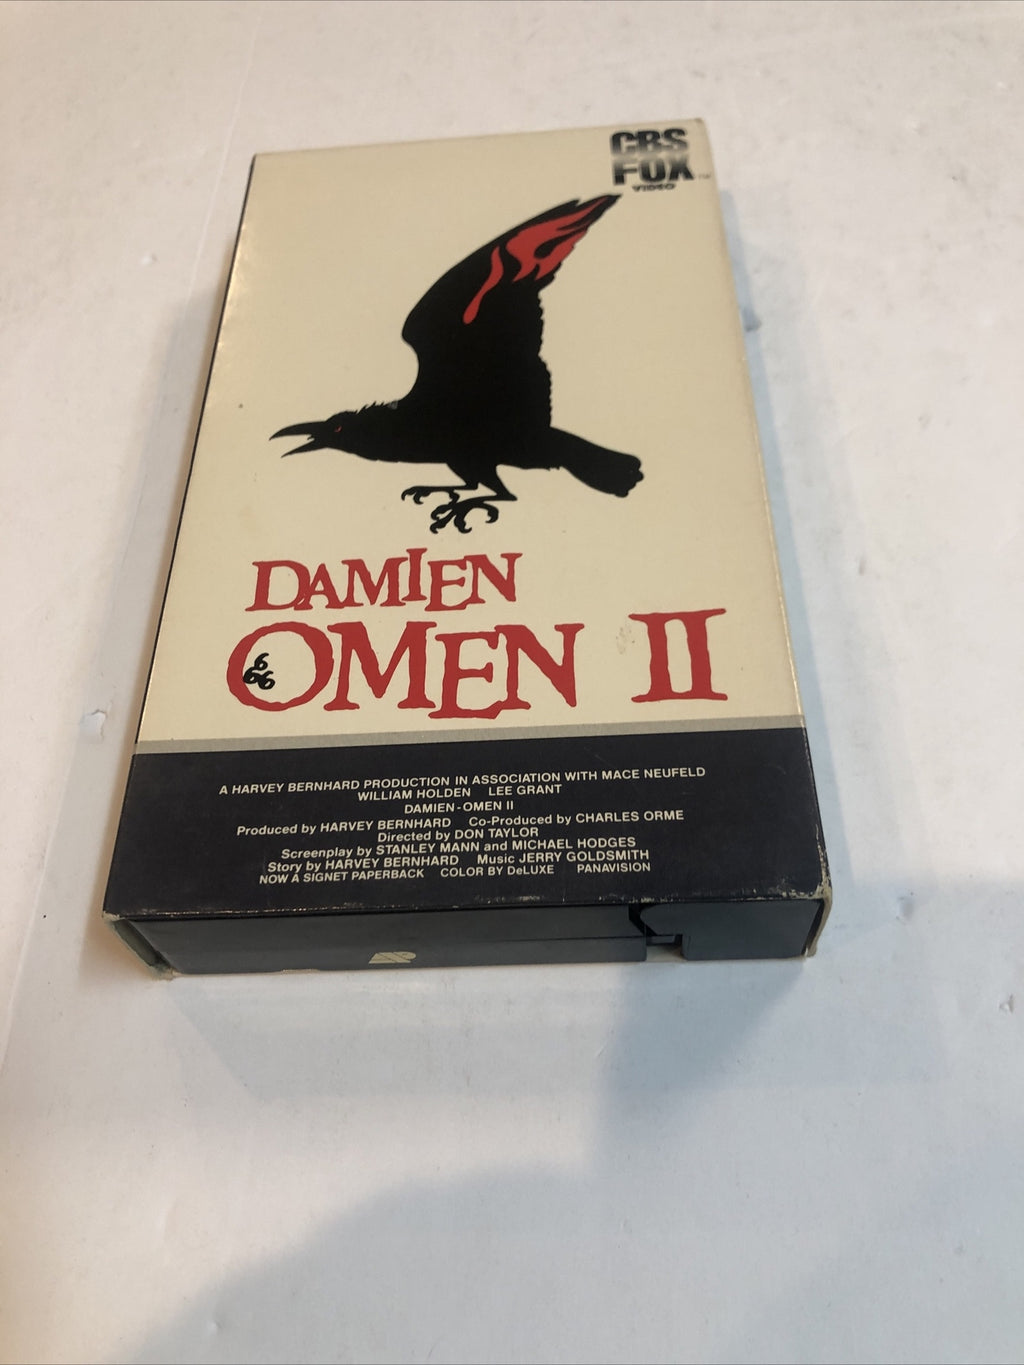 CBS
FOX
VIDEO
DAMIEN
OMEN II
666
A HARVEY BERNHARD PRODUCTION IN ASSOCIATION WITH MACE NEUFELD
WILLIAM HOLDEN LEE GRANT
DAMIEN-OMEN II
Produced by HARVEY BERNHARD Co-Produced by CHARLES ORME
Directed by DON TAYLOR
Screenplay by STANLEY MANN and MICHAEL HODGES
Story by HARVEY BERNHARD Music JERRY GOLDSMITH
NOW A SIGNET PAPERBACK COLOR BY DeLUXE PANAVISION